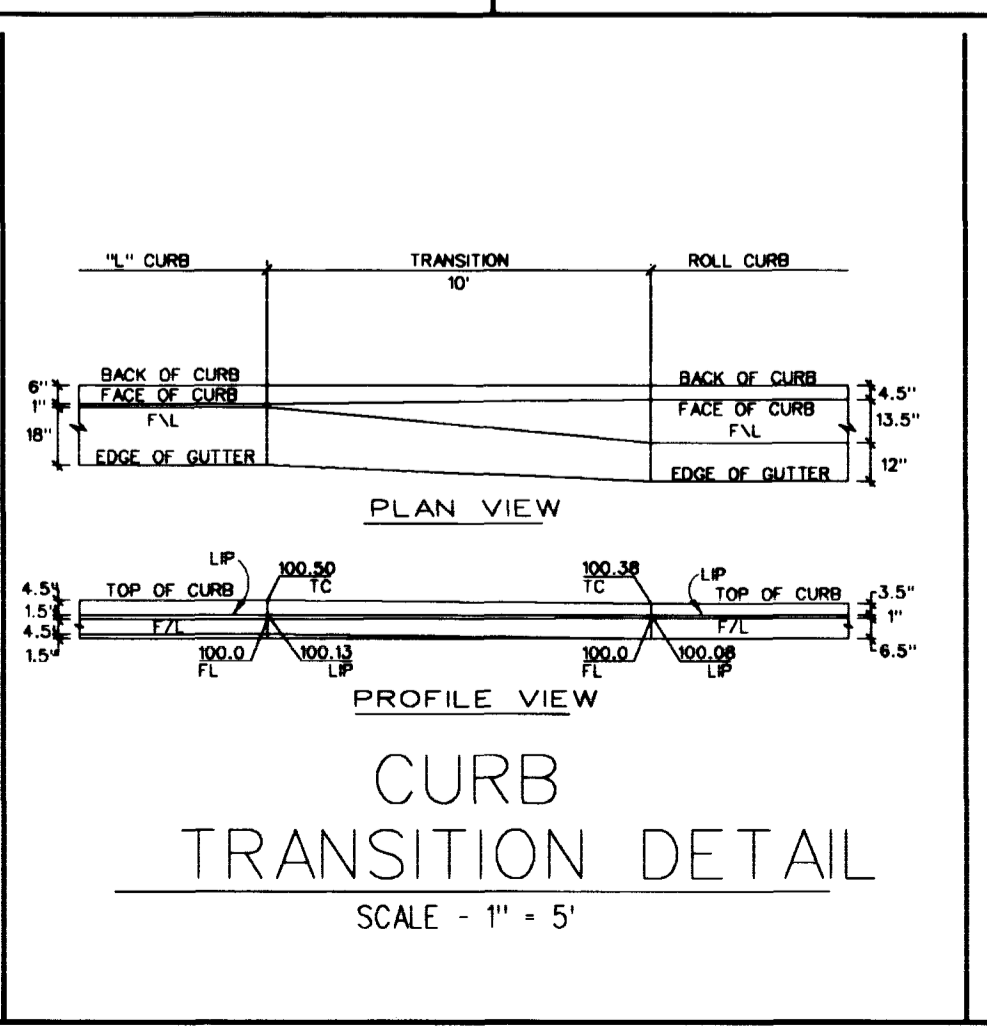 "L" CURB TRANSITION ROLL CURB
10'
BACK OF CURB BACK OF CURB
6" FACE OF CURB 4.5"
1" FACE OF CURB
F\L 13.5"
18" F\L
EDGE OF GUTTER 12"
EDGE OF GUTTER
PLAN VIEW
LIP 100.50 100.38 LIP
4.5" TOP OF CURB TC TC TOP OF CURB 3.5"
1.5" 1"
F/L F/L
4.5"
1.5" 100.0 100.13 100.0 100.08 6.5"
FL LIP FL LIP
PROFILE VIEW
CURB
TRANSITION DETAIL
SCALE - 1" = 5'